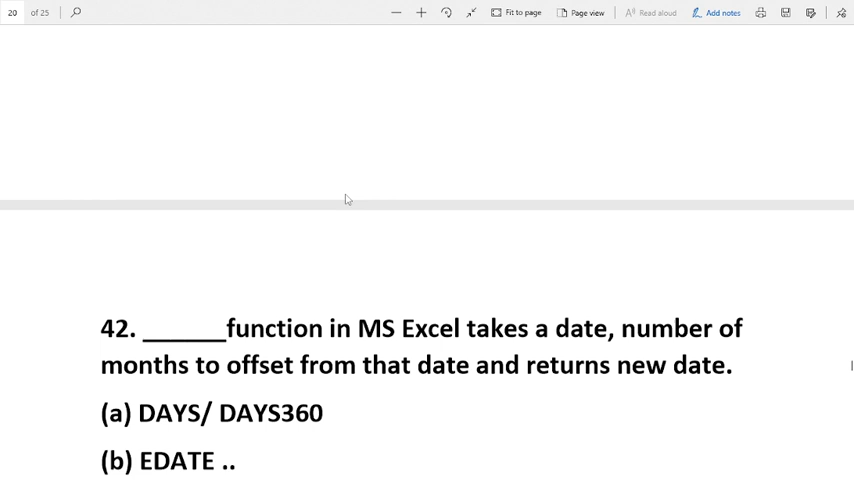 20 of 25 Fit to page Page view Read aloud Add notes
42. ______function in MS Excel takes a date, number of
months to offset from that date and returns new date.
(a) DAYS/ DAYS360
(b) EDATE ..